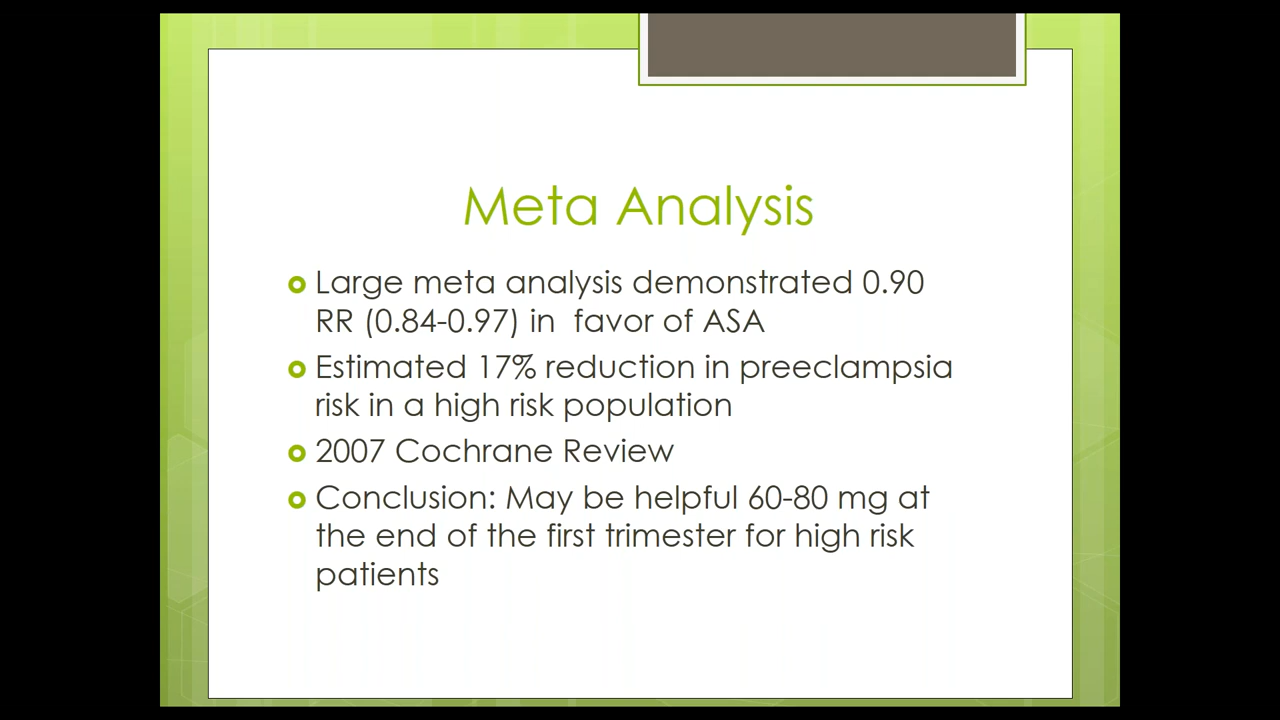 Meta Analysis
Large meta analysis demonstrated 0.90
RR (0.84-0.97) in  favor of ASA
Estimated 17% reduction in preeclampsia
risk in a high risk population
2007 Cochrane Review
Conclusion: May be helpful 60-80 mg at
the end of the first trimester for high risk
patients